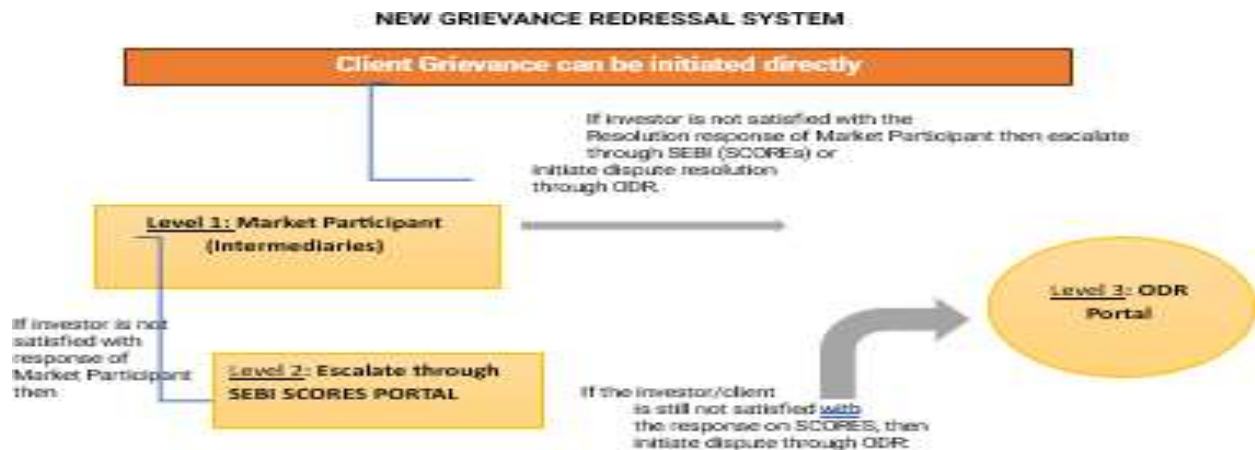 NEW GRIEVANCE REDRESSAL SYSTEM
Client Grievance can be initiated directly
If investor is not satisfied with the
Resolution response of Market Participant then escalate
through SEBI (SCOREs) or
initiate dispute resolution
through ODR.
Level 1: Market Participant
(Intermediaries)
Level 3: ODR
Portal
If investor is not
satisfied with
response of
Market Participant
then
Level 2: Escalate through
SEBI SCORES PORTAL
If the investor/client
is still not satisfied with
the response on SCORES, then
initiate dispute through ODR